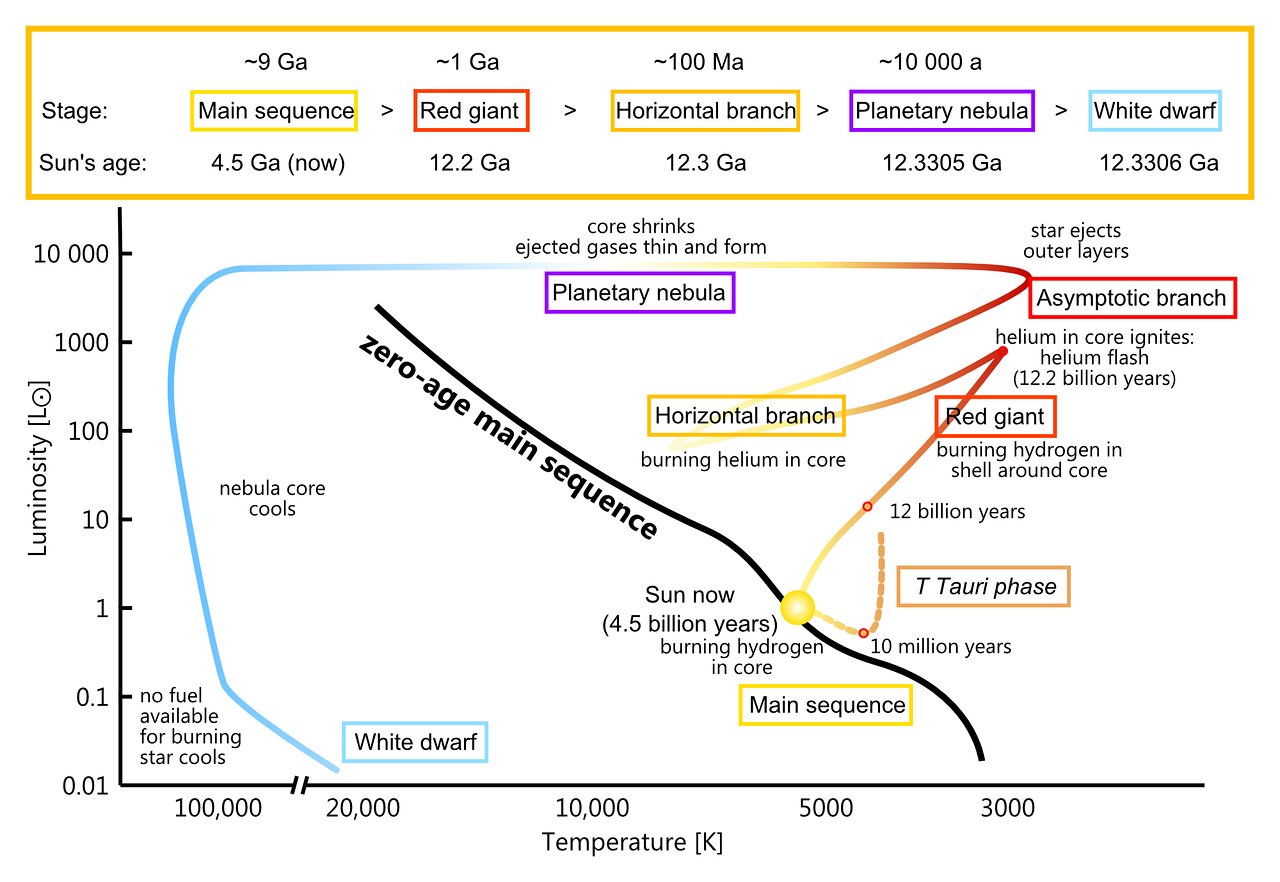 ~9 Ga ~1 Ga ~100 Ma ~10 000 a
Stage: Main sequence > Red giant > Horizontal branch > Planetary nebula > White dwarf
Sun's age: 4.5 Ga (now) 12.2 Ga 12.3 Ga 12.3305 Ga 12.3306 Ga
core shrinks
ejected gases thin and form
Planetary nebula
star ejects
outer layers
Asymptotic branch
helium in core ignites:
helium flash
(12.2 billion years)
Horizontal branch
burning helium in core
Red giant
burning hydrogen in
shell around core
zero-age main sequence
nebula core
cools
12 billion years
T Tauri phase
Sun now
(4.5 billion years)
burning hydrogen
in core
10 million years
Main sequence
no fuel
available
for burning
star cools
White dwarf
Luminosity [L☉]
10 000
1000
100
10
1
0.1
0.01
100,000 20,000 10,000 5000 3000
Temperature [K]